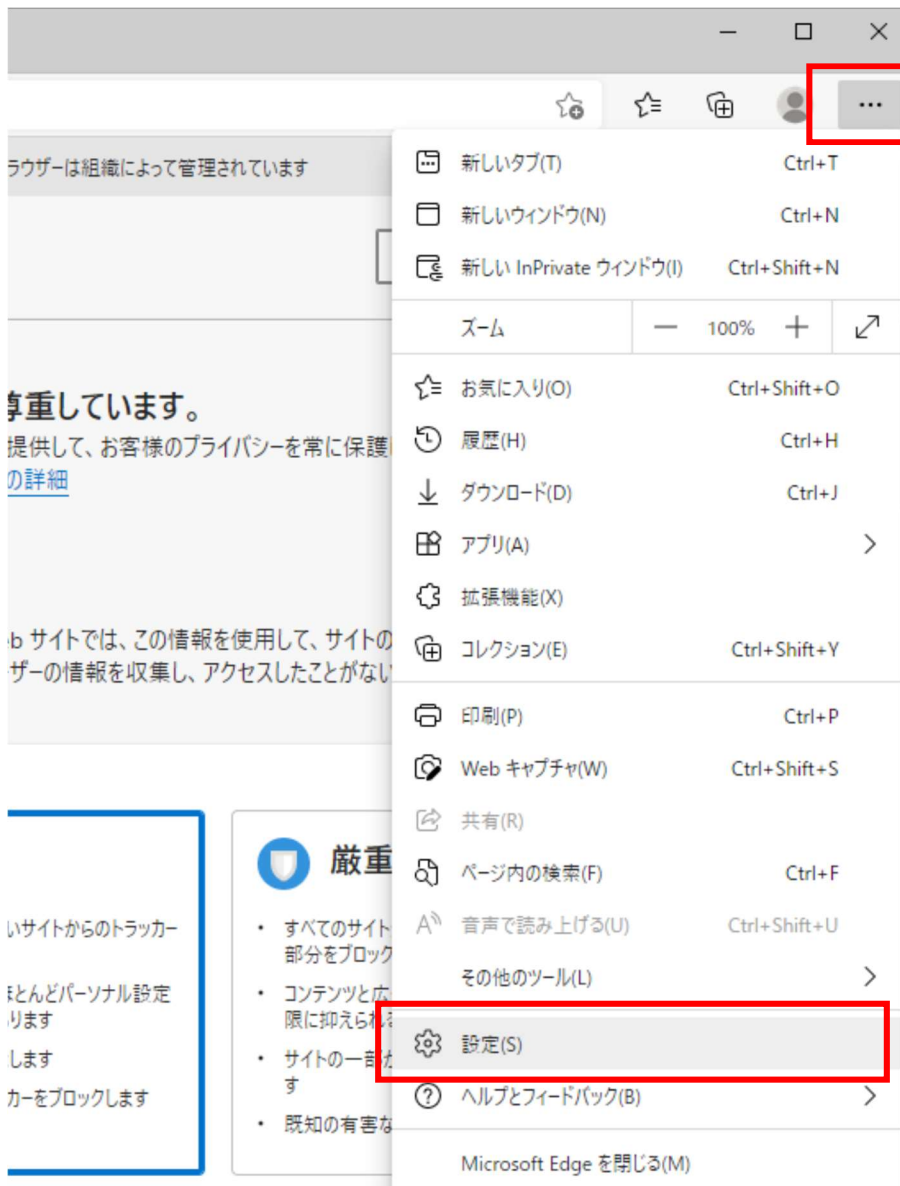 ラウザーは組織によって管理されています
尊重しています。
提供して、お客様のプライバシーを常に保護
の詳細
eb サイトでは、この情報を使用して、サイトの
ーザーの情報を収集し、アクセスしたことがない
いサイトからのトラッカー
ほとんどパーソナル設定
ります
します
カーをブロックします
厳重
• すべてのサイト
部分をブロック
• コンテンツと広
限に抑えられる
• サイトの一部が
す
• 既知の有害な
新しいタブ(T) Ctrl+T
新しいウィンドウ(N) Ctrl+N
新しい InPrivate ウィンドウ(I) Ctrl+Shift+N
ズーム 100%
お気に入り(O) Ctrl+Shift+O
履歴(H) Ctrl+H
ダウンロード(D) Ctrl+J
アプリ(A)
拡張機能(X)
コレクション(E) Ctrl+Shift+Y
印刷(P) Ctrl+P
Web キャプチャ(W) Ctrl+Shift+S
共有(R)
ページ内の検索(F) Ctrl+F
音声で読み上げる(U) Ctrl+Shift+U
その他のツール(L)
設定(S)
ヘルプとフィードバック(B)
Microsoft Edge を閉じる(M)